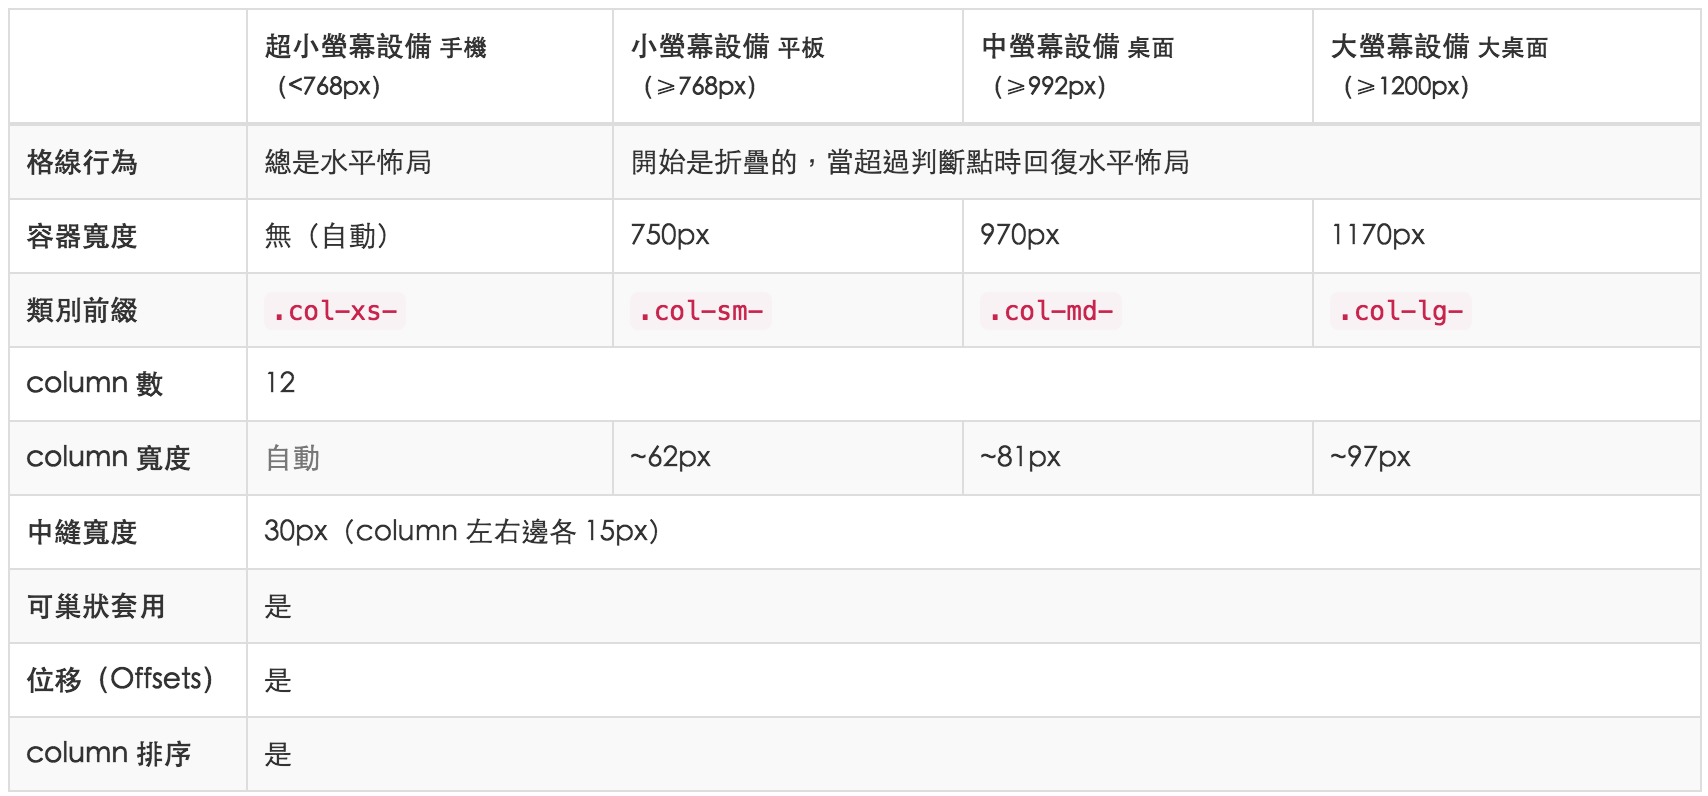 超小螢幕設備 手機
（<768px）
小螢幕設備 平板
（≥768px）
中螢幕設備 桌面
（≥992px）
大螢幕設備 大桌面
（≥1200px）
格線行為
總是水平怖局
開始是折疊的，當超過判斷點時回復水平怖局
容器寬度
無（自動）
750px
970px
1170px
類別前綴
.col-xs-
.col-sm-
.col-md-
.col-lg-
column 數
12
column 寬度
自動
~62px
~81px
~97px
中縫寬度
30px（column 左右邊各 15px）
可巢狀套用
是
位移（Offsets）
是
column 排序
是